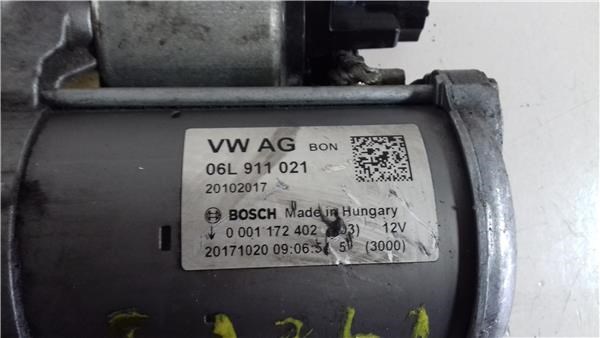 VW AG BON
06L 911 021
20102017
BOSCH Made in Hungary
0 001 172 402 12V
20171020 09:06:5 (3000)